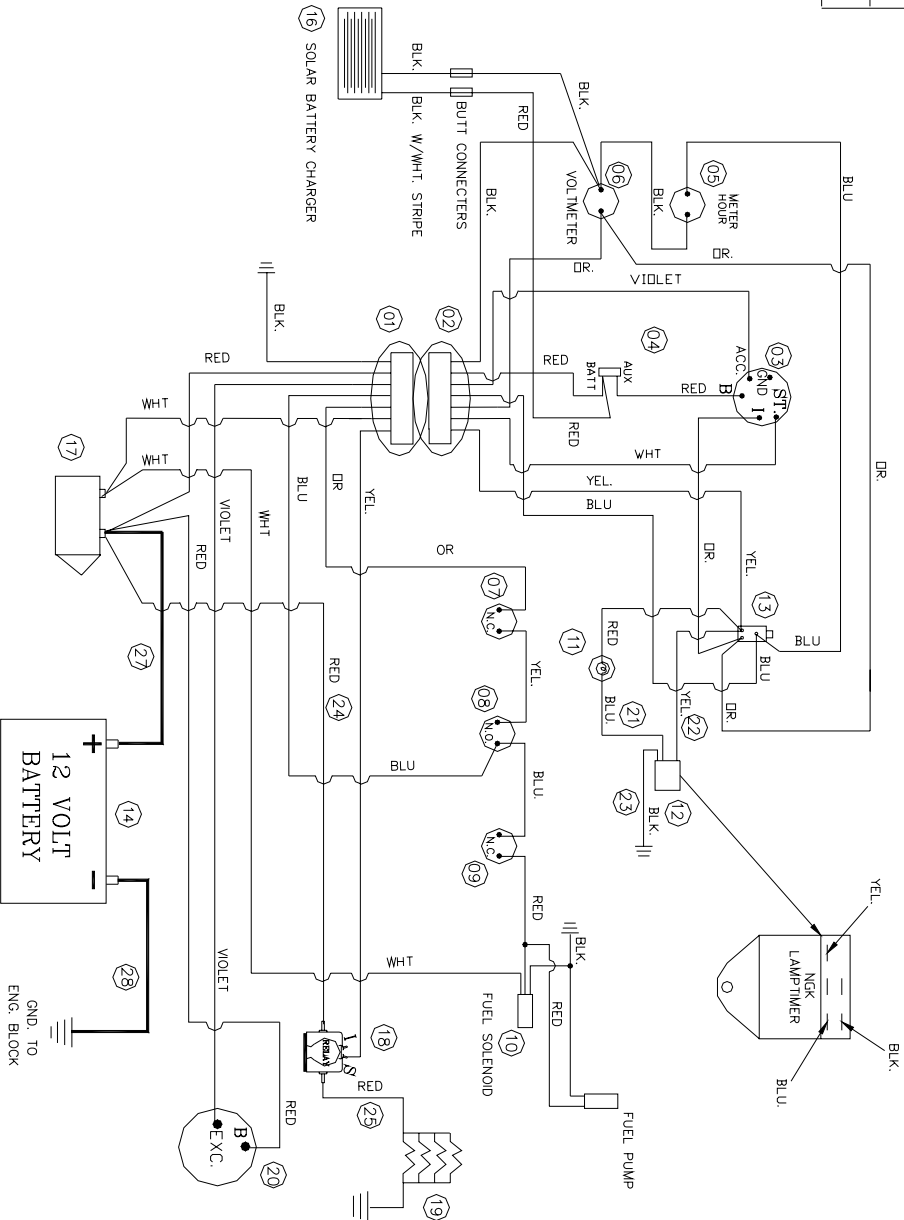 16 SOLAR BATTERY CHARGER
BLK.
BLK. W/WHT. STRIPE
BUTT CONNECTERS
RED
BLK.
BLK.
VOLTMETER
06
BLK.
05
METER
HOUR
BLU
OR.
OR.
VIOLET
OR.
04
03
ACC.
GND
ST.
B
I
AUX
BATT
RED
RED
RED
WHT
YEL.
BLU
OR.
YEL.
13
BLU
BLU
OR.
RED
11
BLU.
21
YEL.
22
23
BLK.
12
YEL.
NGK
LAMPTIMER
BLK.
BLU.
01
02
BLK.
RED
WHT
WHT
17
VIOLET
RED
WHT
BLU
OR
YEL.
OR
07
N.C.
YEL.
08
N.O.
BLU
BLU.
N.C.
09
RED
BLK.
RED
WHT
10
FUEL SOLENOID
FUEL PUMP
RED
24
27
12 VOLT
BATTERY
+
-
14
28
GND. TO
ENG. BLOCK
VIOLET
RED
B
EXC.
20
RELAY
I
S
18
RED
25
19